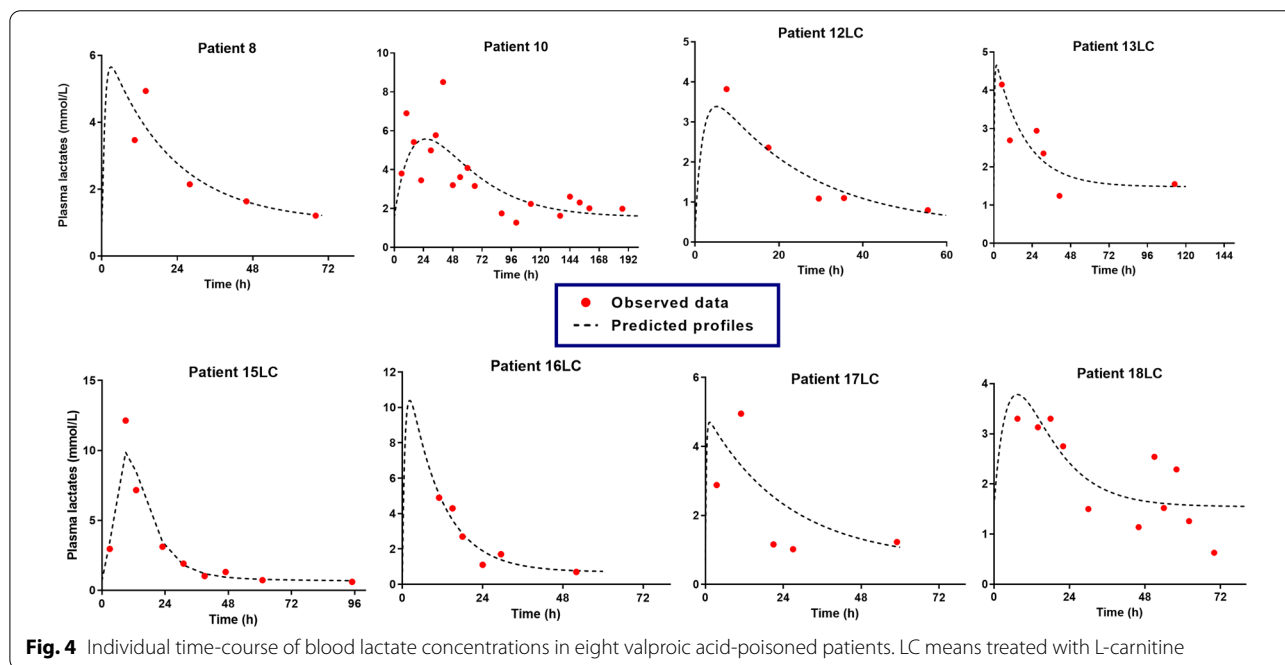 Patient 8
Patient 10
Patient 12LC
Patient 13LC
Plasma lactates (mmol/L)
6
4
2
0
0 24 48 72
Time (h)
10
8
6
4
2
0
0 24 48 72 96 120 144 168 192
Time (h)
5
4
3
2
1
0
0 20 40 60
Time (h)
5
4
3
2
1
0
0 24 48 72 96 120 144
Time (h)
Observed data
Predicted profiles
Patient 15LC
Patient 16LC
Patient 17LC
Patient 18LC
Plasma lactates (mmol/L)
15
10
5
0
0 24 48 72 96
Time (h)
12
10
8
6
4
2
0
0 24 48 72
Time (h)
6
4
2
0
0 20 40 60 80
Time (h)
4
3
2
1
0
0 24 48 72
Time (h)
Fig. 4 Individual time-course of blood lactate concentrations in eight valproic acid-poisoned patients. LC means treated with L-carnitine